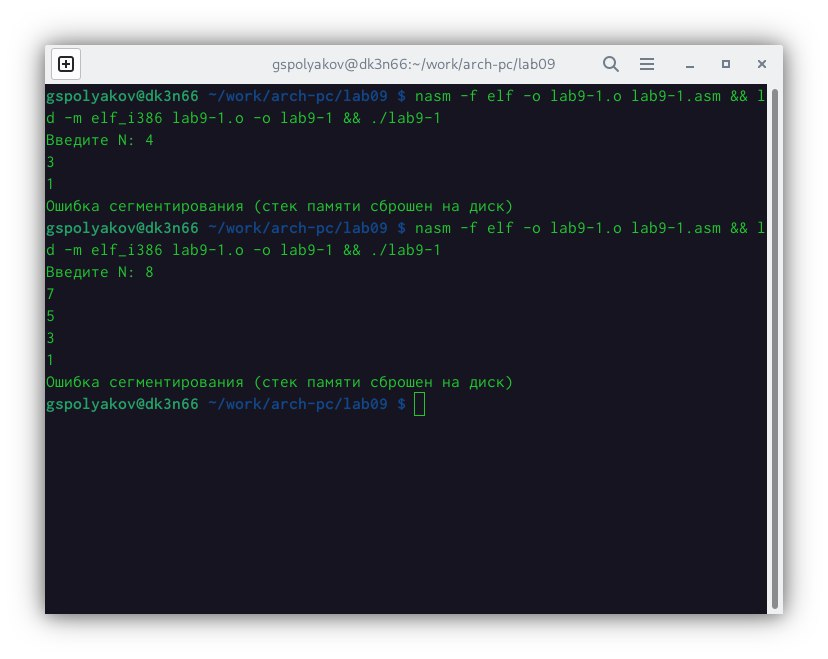 gspolyakov@dk3n66:~/work/arch-pc/lab09
gspolyakov@dk3n66 ~/work/arch-pc/lab09 $ nasm -f elf -o lab9-1.o lab9-1.asm && l
d -m elf_i386 lab9-1.o -o lab9-1 && ./lab9-1
Введите N: 4
3
1
Ошибка сегментирования (стек памяти сброшен на диск)
gspolyakov@dk3n66 ~/work/arch-pc/lab09 $ nasm -f elf -o lab9-1.o lab9-1.asm && l
d -m elf_i386 lab9-1.o -o lab9-1 && ./lab9-1
Введите N: 8
7
5
3
1
Ошибка сегментирования (стек памяти сброшен на диск)
gspolyakov@dk3n66 ~/work/arch-pc/lab09 $